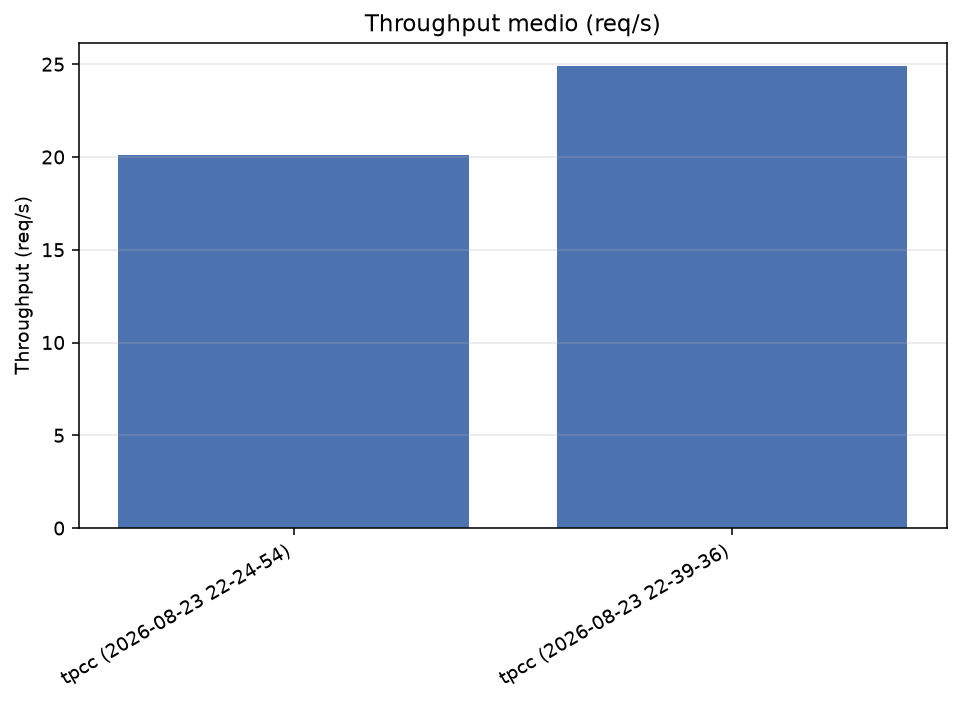 Throughput medio (req/s)
Throughput (req/s)
25
20
15
10
5
0
tpcc (2026-08-23 22-24-54)
tpcc (2026-08-23 22-39-36)